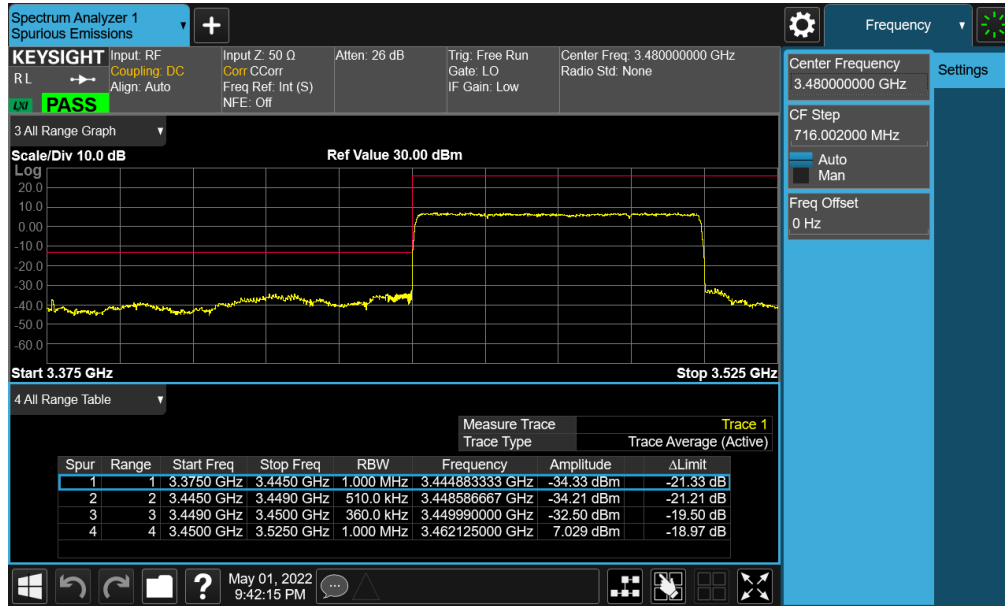 Spectrum Analyzer 1
Spurious Emissions
Frequency
KEYSIGHT
R L
LXI PASS
Input: RF
Coupling: DC
Align: Auto
Input Z: 50 Ω
Corr CCorr
Freq Ref: Int (S)
NFE: Off
Atten: 26 dB
Trig: Free Run
Gate: LO
IF Gain: Low
Center Freq: 3.480000000 GHz
Radio Std: None
Center Frequency
3.480000000 GHz
Settings
CF Step
716.002000 MHz
Auto
Man
Freq Offset
0 Hz
3 All Range Graph
Scale/Div 10.0 dB
Ref Value 30.00 dBm
Log
20.0
10.0
0.00
-10.0
-20.0
-30.0
-40.0
-50.0
-60.0
Start 3.375 GHz
Stop 3.525 GHz
4 All Range Table
Measure Trace Trace 1
Trace Type Trace Average (Active)
Spur Range Start Freq Stop Freq RBW Frequency Amplitude ΔLimit
1 1 3.3750 GHz 3.4450 GHz 1.000 MHz 3.444883333 GHz -34.33 dBm -21.33 dB
2 2 3.4450 GHz 3.4490 GHz 510.0 kHz 3.448586667 GHz -34.21 dBm -21.21 dB
3 3 3.4490 GHz 3.4500 GHz 360.0 kHz 3.449990000 GHz -32.50 dBm -19.50 dB
4 4 3.4500 GHz 3.5250 GHz 1.000 MHz 3.462125000 GHz 7.029 dBm -18.97 dB
?
May 01, 2022
9:42:15 PM